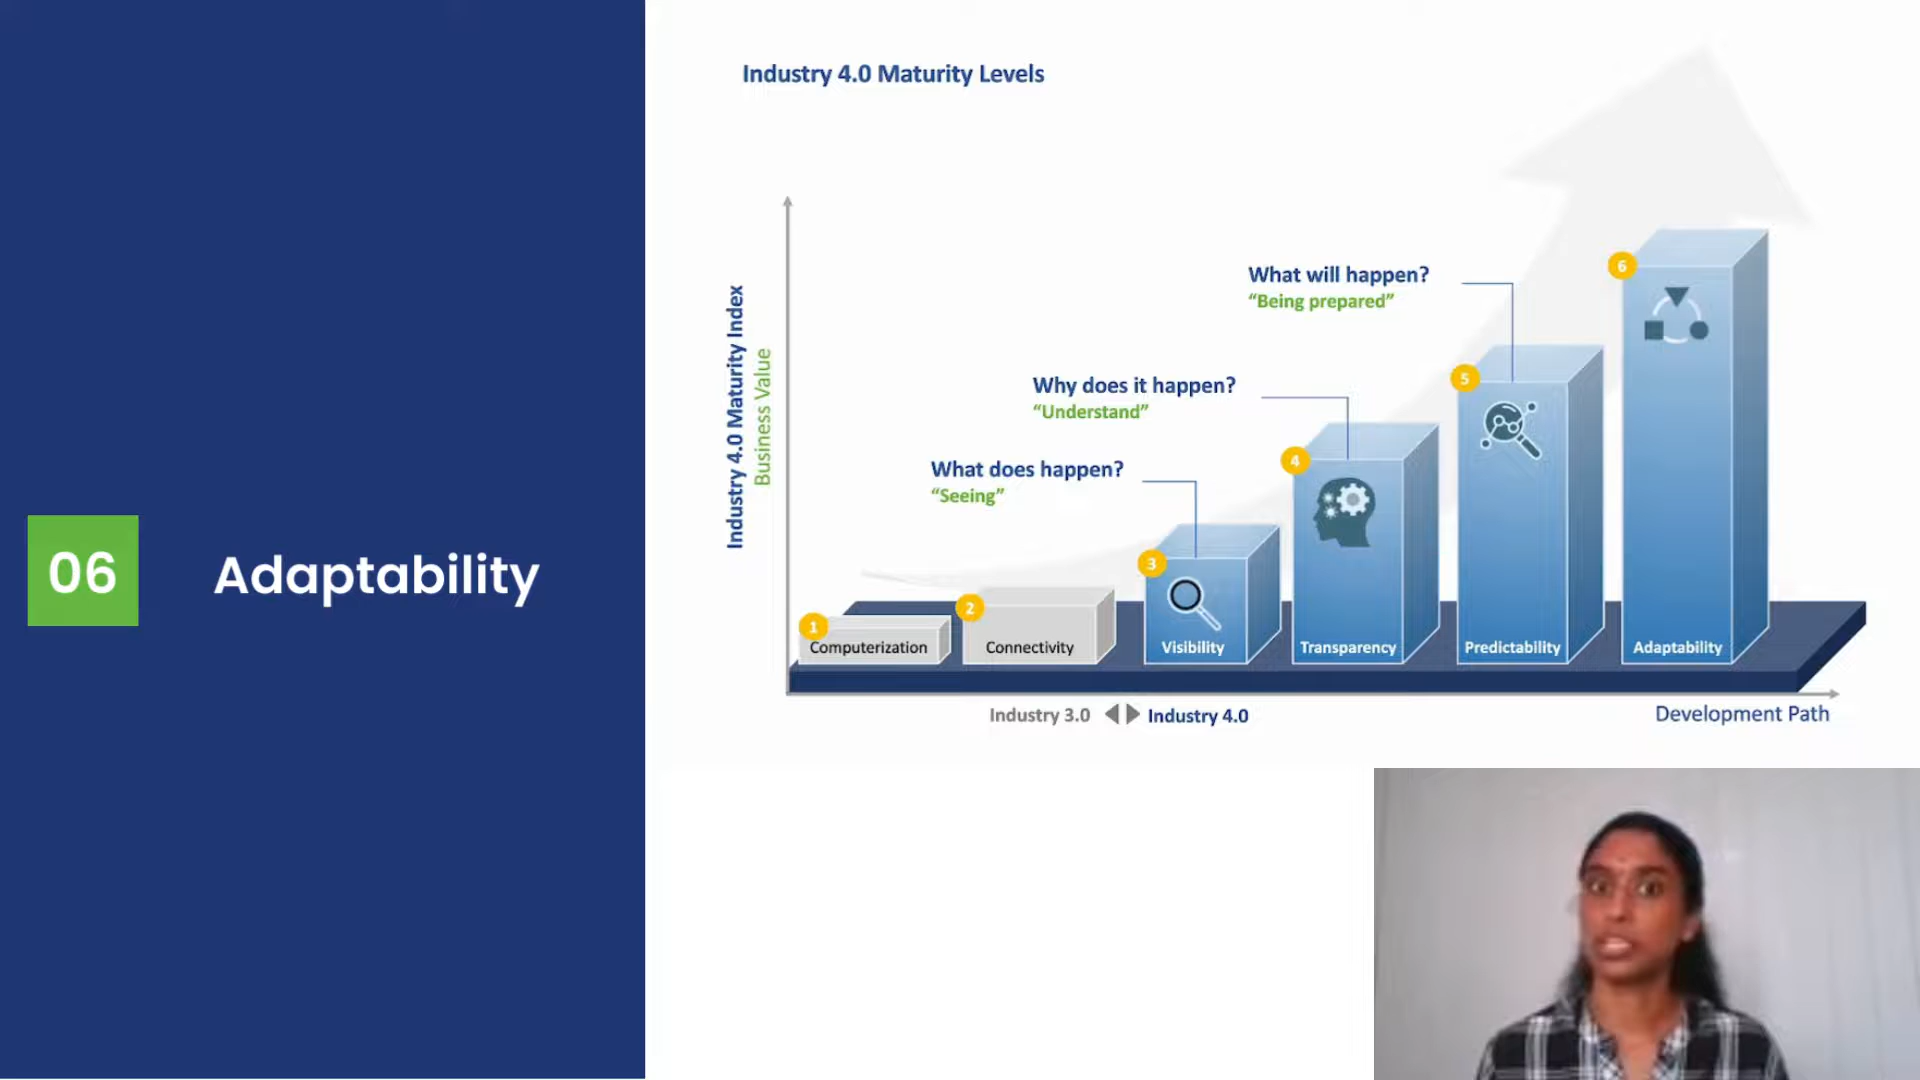 06
Adaptability
Industry 4.0 Maturity Levels
Industry 4.0 Maturity Index
Business Value
What will happen?
“Being prepared”
Why does it happen?
“Understand”
What does happen?
“Seeing”
1
2
3
4
5
6
Computerization
Connectivity
Visibility
Transparency
Predictability
Adaptability
Industry 3.0
Industry 4.0
Development Path